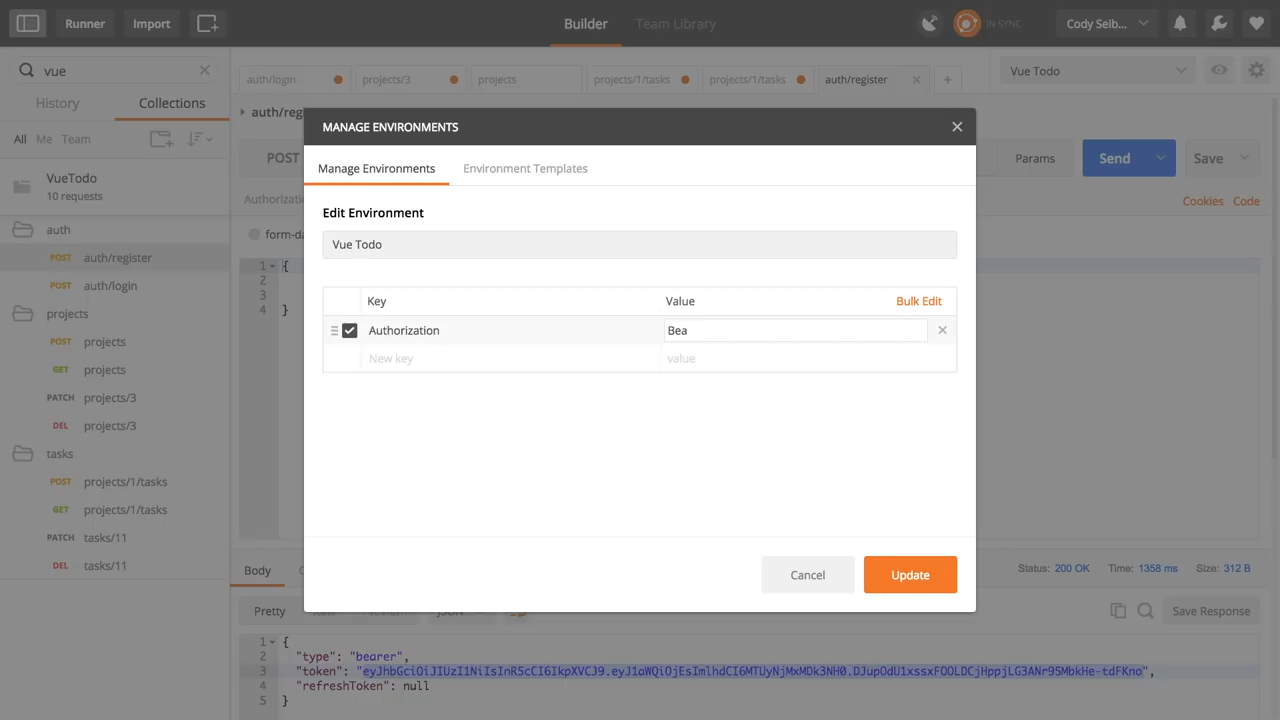 Runner
Import
Builder
Team Library
IN SYNC
Cody Seib...
vue
auth/login
projects/3
projects
projects/1/tasks
projects/1/tasks
auth/register
+
Vue Todo
History
Collections
auth/reg
All Me Team
POST
Params
Send
Save
VueTodo
10 requests
Authorizati
Cookies
Code
auth
form-da
POST auth/register
POST auth/login
projects
POST projects
GET projects
PATCH projects/3
DEL projects/3
tasks
POST projects/1/tasks
GET projects/1/tasks
PATCH tasks/11
DEL tasks/11
1 {
2
3
4 }
MANAGE ENVIRONMENTS
Manage Environments
Environment Templates
Edit Environment
Vue Todo
Key
Value
Bulk Edit
Authorization
Bea
New key
value
Cancel
Update
Body
Status: 200 OK
Time: 1358 ms
Size: 312 B
Pretty
JSON
Save Response
1 {
2 "type": "bearer",
3 "token": "eyJhbGciOiJIUzI1NiIsInR5cCI6IkpXVCJ9.eyJ1aWQiOjEsImlhdCI6MTUyNjMxMDk3NH0.DJupOdU1xssxFOOLDCjHppjLG3ANr95MbkHe-tdFKno",
4 "refreshToken": null
5 }